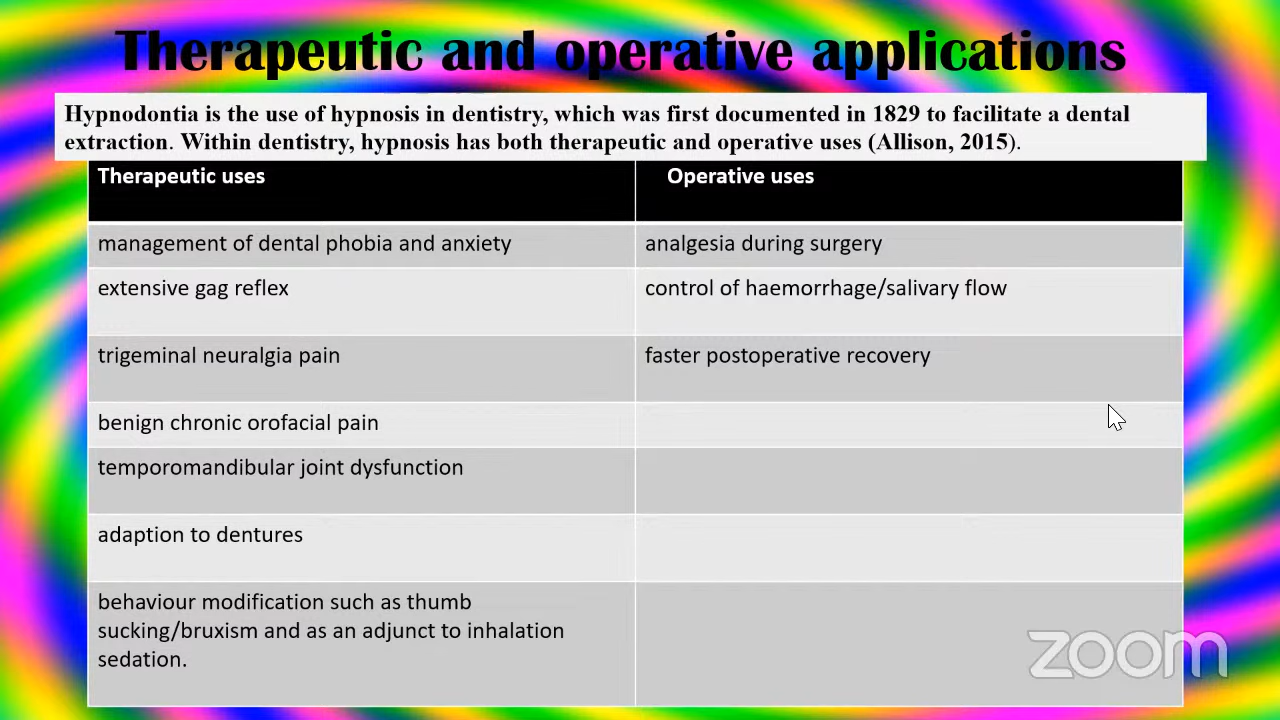 Therapeutic and operative applications
Hypnodontia is the use of hypnosis in dentistry, which was first documented in 1829 to facilitate a dental
extraction. Within dentistry, hypnosis has both therapeutic and operative uses (Allison, 2015).
Therapeutic uses
Operative uses
management of dental phobia and anxiety
analgesia during surgery
extensive gag reflex
control of haemorrhage/salivary flow
trigeminal neuralgia pain
faster postoperative recovery
benign chronic orofacial pain
temporomandibular joint dysfunction
adaption to dentures
behaviour modification such as thumb
sucking/bruxism and as an adjunct to inhalation
sedation.
zoom